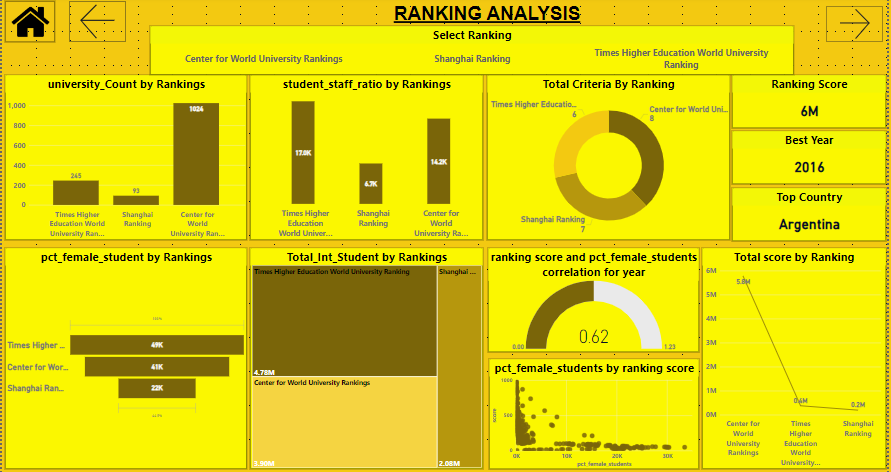 RANKING ANALYSIS
Select Ranking
Center for World University Rankings
Shanghai Ranking
Times Higher Education World University
Ranking
university_Count by Rankings
1,000
800
600
400
200
0
245
93
1024
Times Higher
Education World
University Ran...
Shanghai
Ranking
Center for
World
University Ran...
student_staff_ratio by Rankings
17.0K
6.7K
14.2K
Times Higher
Education
World Univer...
Shanghai
Ranking
Center for
World
University Ra...
Total Criteria By Ranking
Times Higher Educatio...
6
Center for World Uni...
8
Shanghai Ranking
7
Ranking Score
6M
Best Year
2016
Top Country
Argentina
pct_female_student by Rankings
100%
Times Higher ...
49K
Center for Wor...
41K
Shanghai Ran...
22K
Total_Int_Student by Rankings
Times Higher Education World University Ranking
4.78M
Shanghai ...
2.08M
Center for World University Rankings
3.90M
ranking score and pct_female_students
correlation for year
0.62
0.00
1.23
pct_female_students by ranking score
score
1000
500
0
0K
10K
20K
30K
pct_female_students
Total score by Ranking
6M
5M
4M
3M
2M
1M
0M
5.8M
0.4M
0.2M
Center for
World
University
Rankings
Times
Higher
Education
World
University...
Shanghai
Ranking